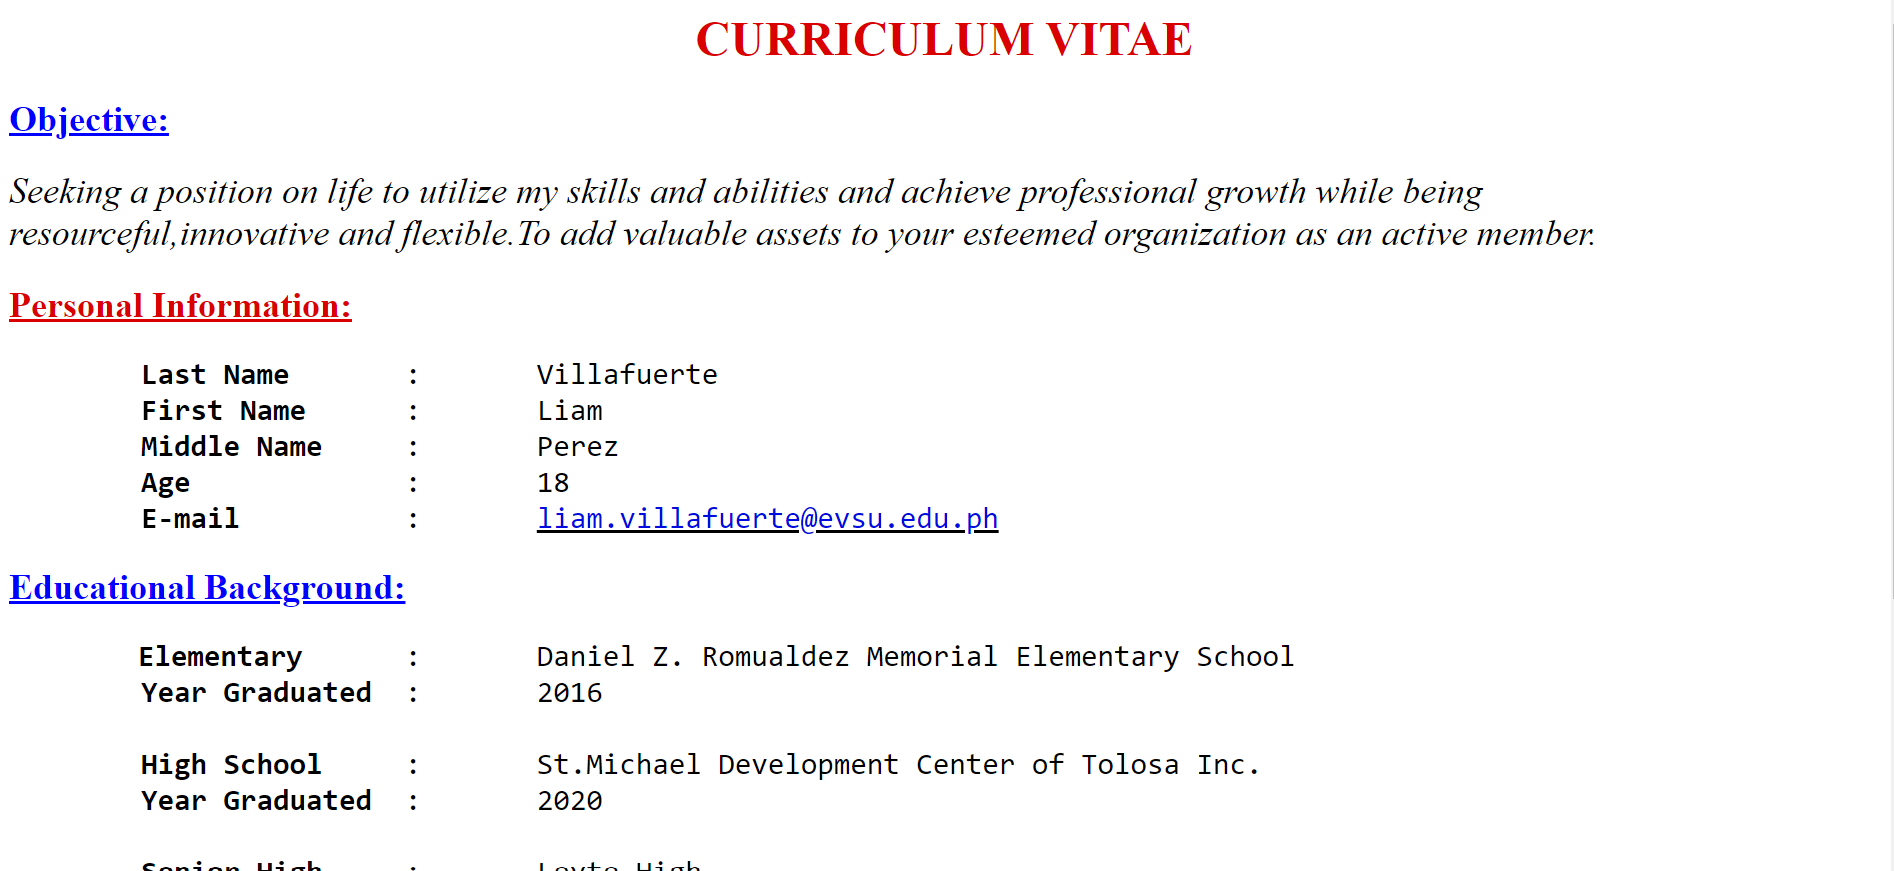 CURRICULUM VITAE
Objective:
Seeking a position on life to utilize my skills and abilities and achieve professional growth while being
resourceful,innovative and flexible.To add valuable assets to your esteemed organization as an active member.
Personal Information:
Last Name : Villafuerte
First Name : Liam
Middle Name : Perez
Age : 18
E-mail : liam.villafuerte@evsu.edu.ph
Educational Background:
Elementary : Daniel Z. Romualdez Memorial Elementary School
Year Graduated : 2016
High School : St.Michael Development Center of Tolosa Inc.
Year Graduated : 2020
Senior High : Leyte High